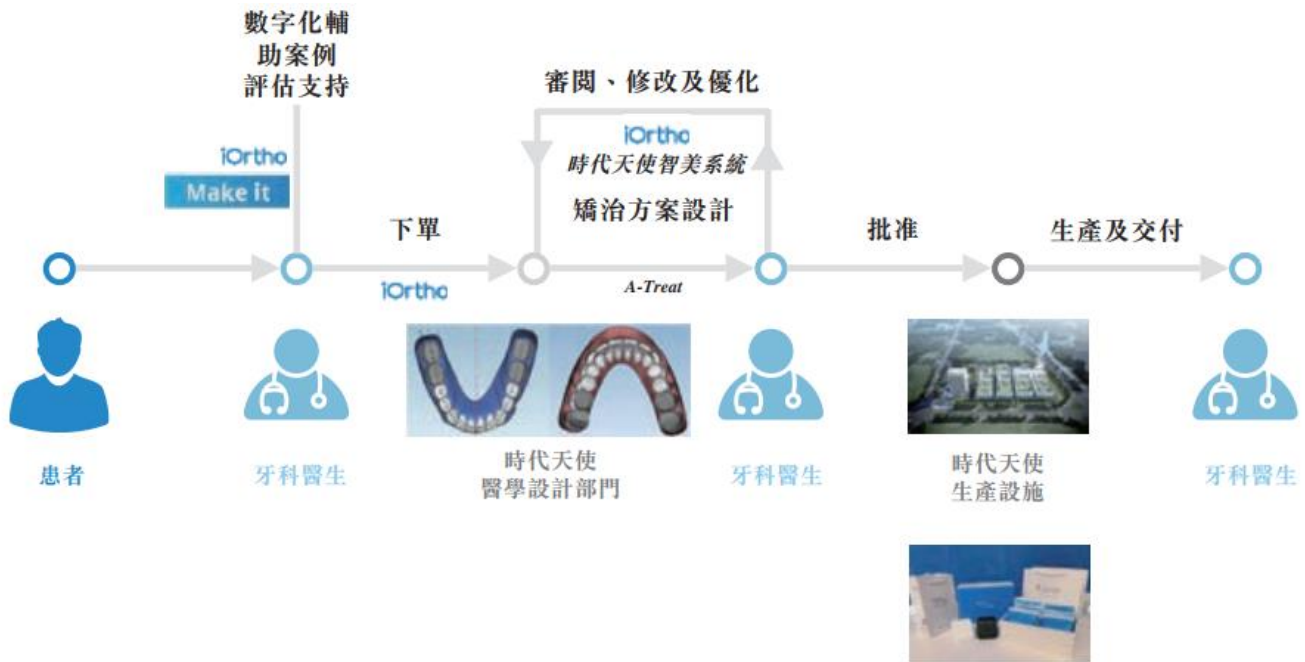 數字化輔
助案例
評估支持
iOrtho
Make it
審閱、修改及優化
iOrtho
時代天使智美系統
矯治方案設計
下單
iOrtho
A-Treat
批准
生產及交付
患者
牙科醫生
時代天使
醫學設計部門
牙科醫生
時代天使
生產設施
牙科醫生